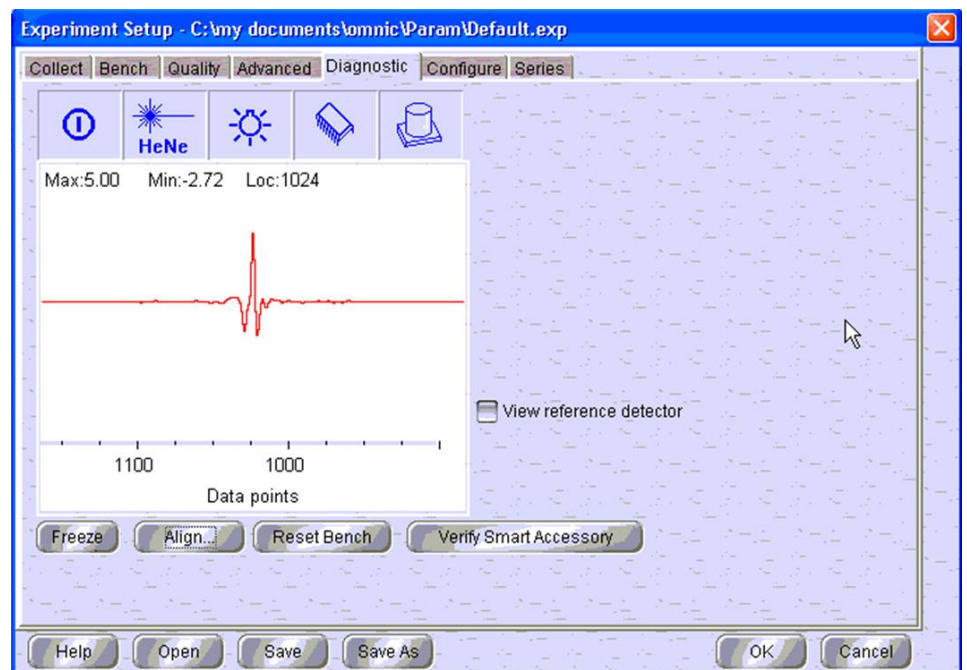 Experiment Setup - C:\my documents\omnic\Param\Default.exp
Collect Bench Quality Advanced Diagnostic Configure Series
HeNe
Max:5.00 Min:-2.72 Loc:1024
View reference detector
1100 1000
Data points
Freeze Align... Reset Bench Verify Smart Accessory
Help Open Save Save As OK Cancel